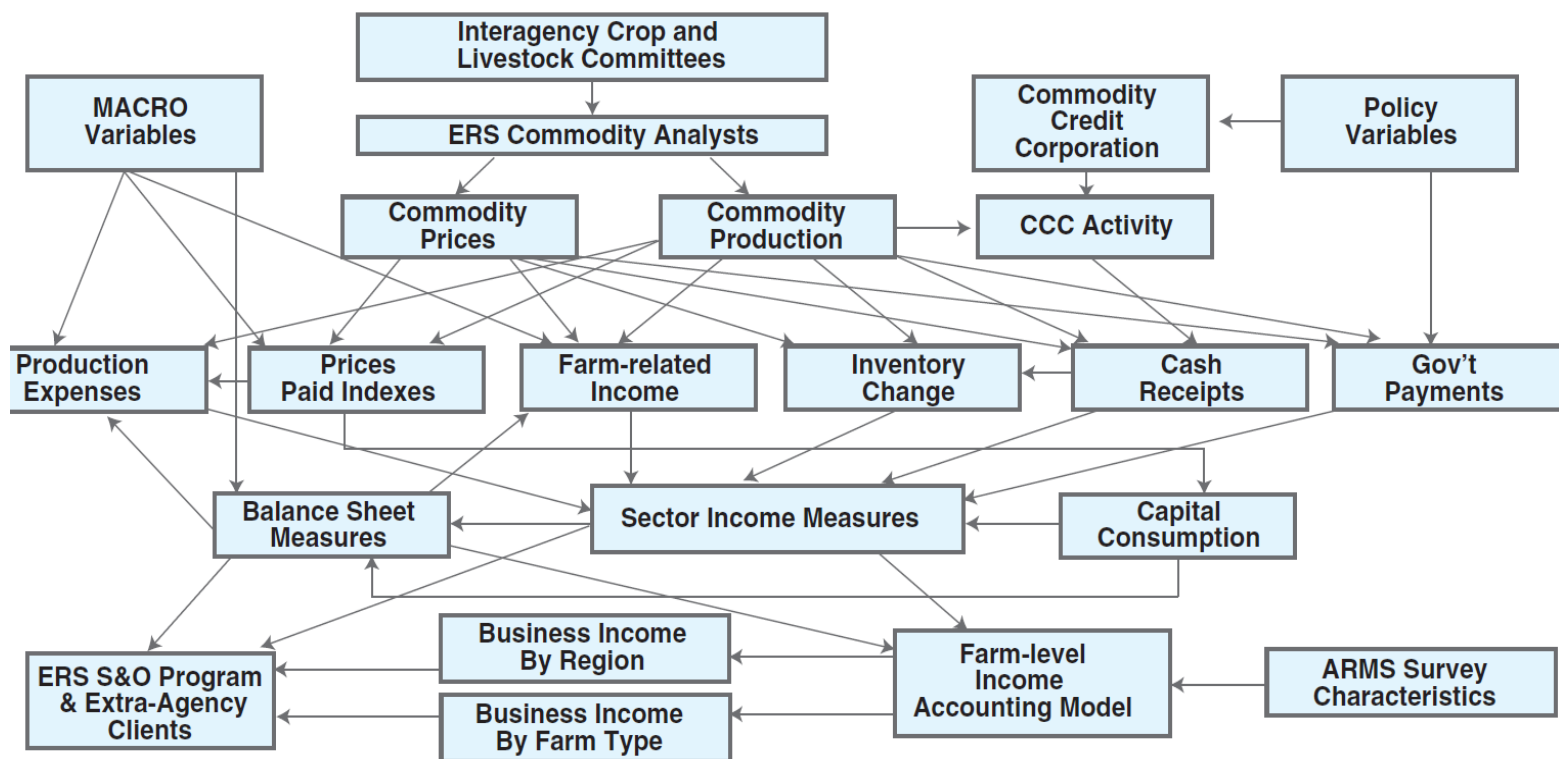 Interagency Crop and
Livestock Committees
MACRO
Variables
Commodity
Credit
Corporation
Policy
Variables
ERS Commodity Analysts
Commodity
Prices
Commodity
Production
CCC Activity
Production
Expenses
Prices
Paid Indexes
Farm-related
Income
Inventory
Change
Cash
Receipts
Gov't
Payments
Balance Sheet
Measures
Sector Income Measures
Capital
Consumption
Business Income
By Region
Farm-level
Income
Accounting Model
ARMS Survey
Characteristics
ERS S&O Program
& Extra-Agency
Clients
Business Income
By Farm Type